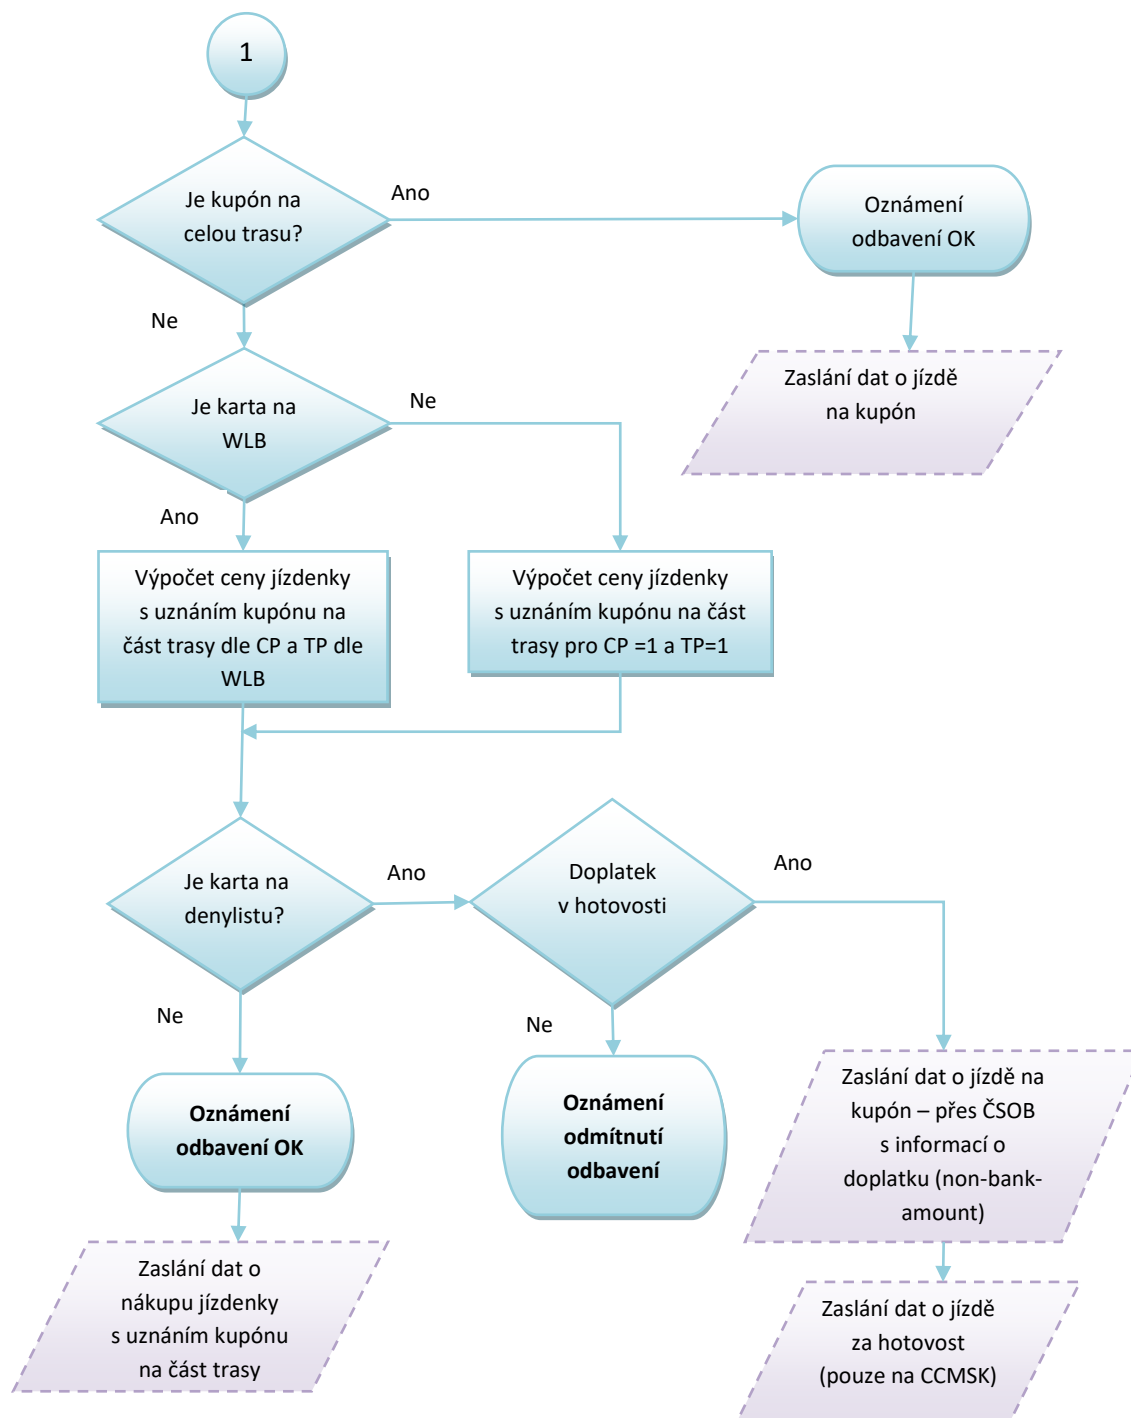 1
Je kupón na
celou trasu?
Ano
Oznámení
odbavení OK
Ne
Zaslání dat o jízdě
na kupón
Je karta na
WLB
Ne
Ano
Výpočet ceny jízdenky
s uznáním kupónu na
část trasy dle CP a TP dle
WLB
Výpočet ceny jízdenky
s uznáním kupónu na část
trasy pro CP =1 a TP=1
Je karta na
denylistu?
Ano
Doplatek
v hotovosti
Ano
Ne
Ne
Oznámení
odbavení OK
Oznámení
odmítnutí
odbavení
Zaslání dat o jízdě na
kupón – přes ČSOB
s informací o
doplatku (non-bank-
amount)
Zaslání dat o
nákupu jízdenky
s uznáním kupónu
na část trasy
Zaslání dat o jízdě
za hotovost
(pouze na CCMSK)